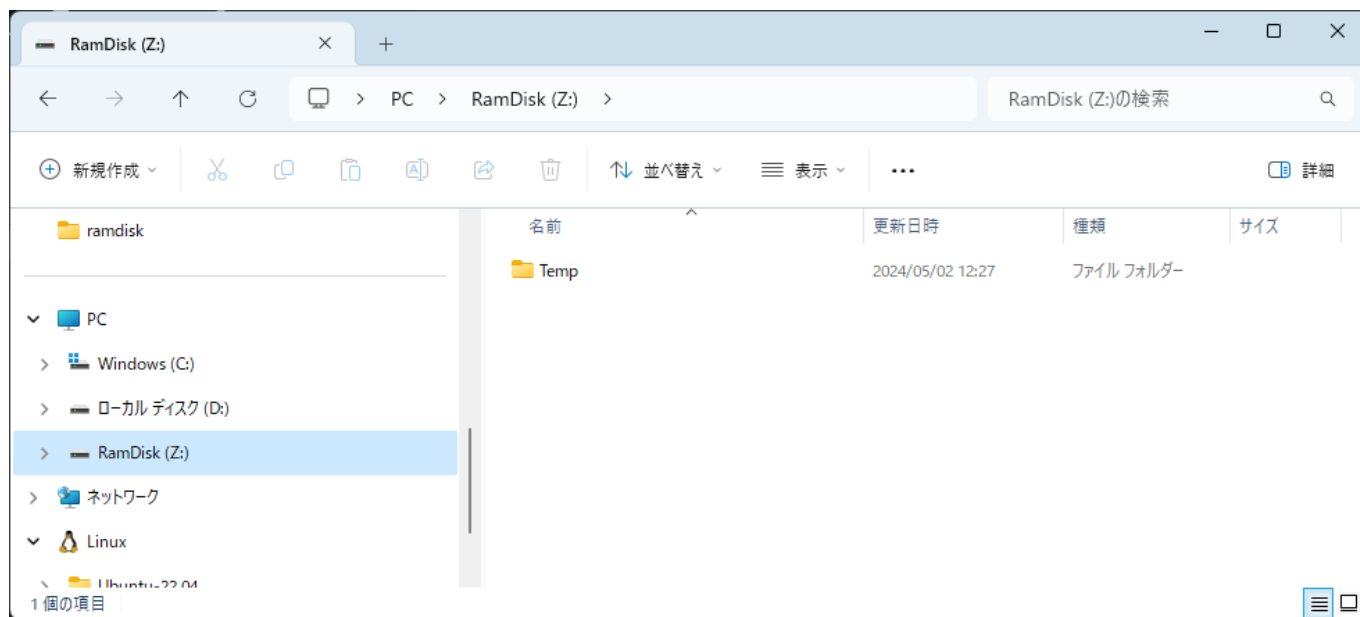 RamDisk (Z:)
PC RamDisk (Z:) RamDisk (Z:)の検索
新規作成 並べ替え 表示 詳細
ramdisk
PC
Windows (C:)
ローカル ディスク (D:)
RamDisk (Z:)
ネットワーク
Linux
Ubuntu-22.04
名前 更新日時 種類 サイズ
Temp 2024/05/02 12:27 ファイル フォルダー
1 個の項目